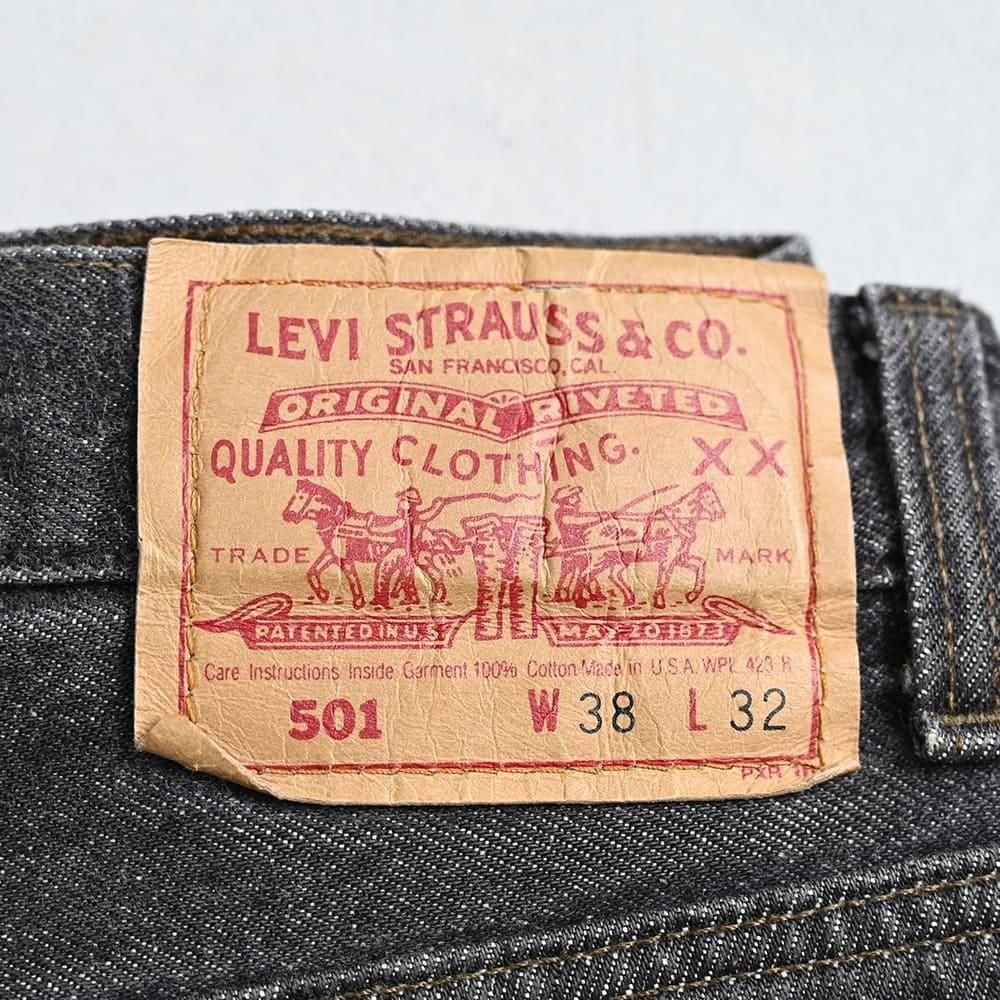 LEVI STRAUSS & CO.
SAN FRANCISCO, CAL.
ORIGINAL RIVETED
QUALITY CLOTHING. XX
TRADE MARK
PATENTED IN U.S. MAY 20 1873
Care Instructions Inside Garment 100% Cotton Made in U.S.A. WPL 423
501 W 38 L 32